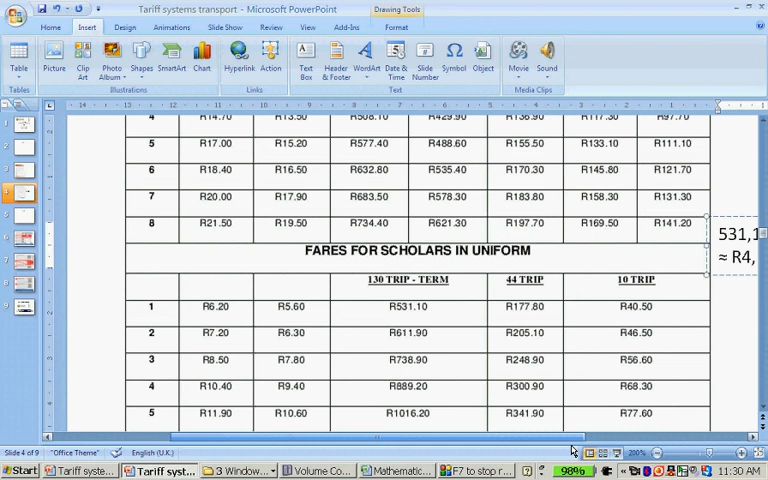 Tariff systems transport - Microsoft PowerPoint
Drawing Tools
Home Insert Design Animations Slide Show Review View Add-Ins Format
Table Picture Clip Art Photo Album Shapes SmartArt Chart Hyperlink Action Text Box Header & Footer WordArt Date & Time Slide Number Symbol Object Movie Sound
Tables Illustrations Links Text Media Clips
4 R14.70 R13.50 R508.10 R429.90 R136.90 R117.30 R97.70
5 R17.00 R15.20 R577.40 R488.60 R155.50 R133.10 R111.10
6 R18.40 R16.50 R632.80 R535.40 R170.30 R145.80 R121.70
7 R20.00 R17.90 R683.50 R578.30 R183.80 R158.30 R131.30
8 R21.50 R19.50 R734.40 R621.30 R197.70 R169.50 R141.20
531,1
≈ R4,
FARES FOR SCHOLARS IN UNIFORM
130 TRIP - TERM 44 TRIP 10 TRIP
1 R6.20 R5.60 R531.10 R177.80 R40.50
2 R7.20 R6.30 R611.90 R205.10 R46.50
3 R8.50 R7.80 R738.90 R248.90 R56.60
4 R10.40 R9.40 R889.20 R300.90 R68.30
5 R11.90 R10.60 R1016.20 R341.90 R77.60
Slide 4 of 9 "Office Theme" English (U.K.) 200%
Start Tariff syste... Tariff syst... 3 Window... Volume Co... Mathematic... F7 to stop r... 98% 11:30 AM